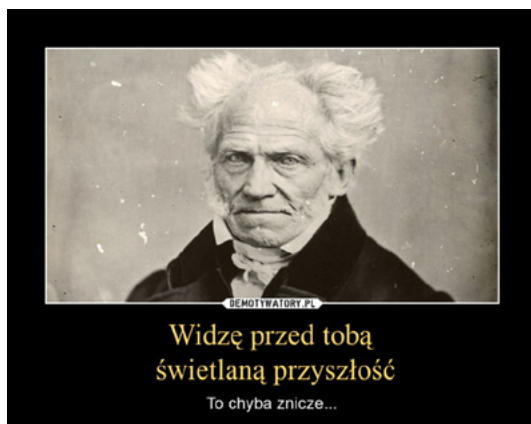 DEMOTYWATORY.PL
Widzę przed tobą
świetlaną przyszłość
To chyba znicze...